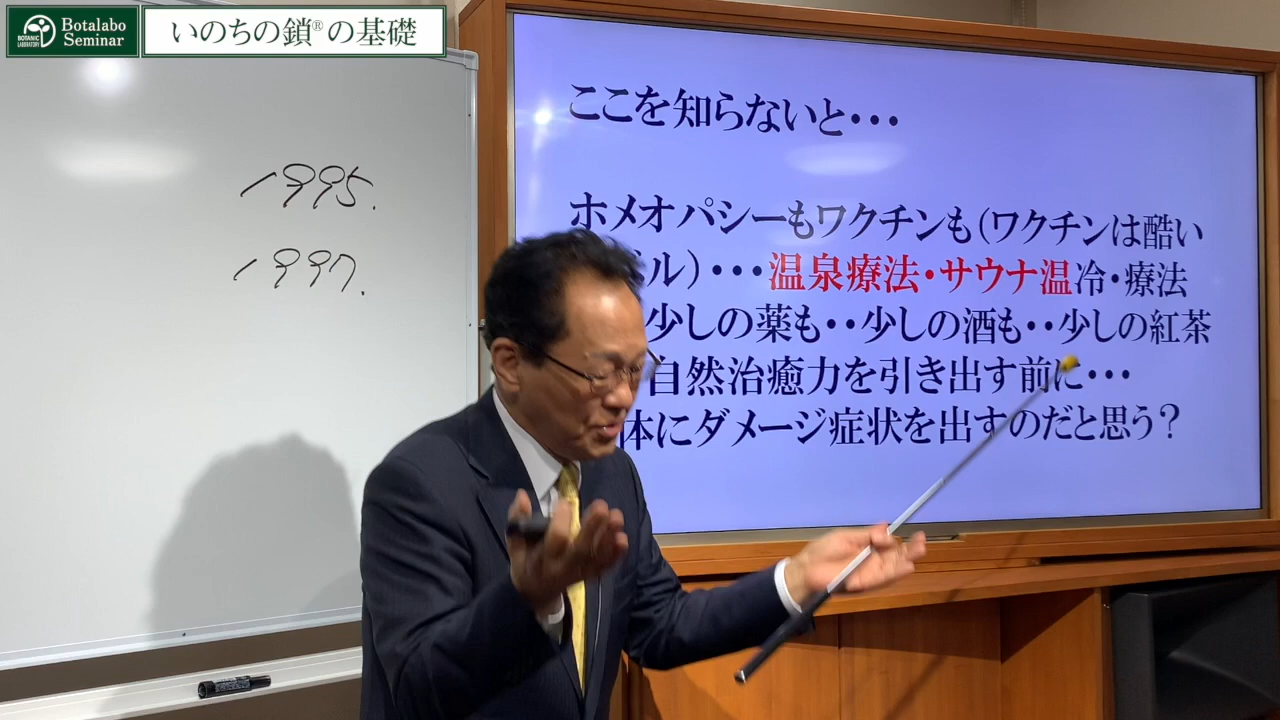 Botalabo
Seminar
BOTANIC
LABORATORY
いのちの鎖®の基礎
1995.
1997.
ここを知らないと・・・
ホメオパシーもワクチンも(ワクチンは酷い
ル)・・・温泉療法・サウナ温冷・療法
少しの薬も・・少しの酒も・・少しの紅茶
自然治癒力を引き出す前に・・・
体にダメージ症状を出すのだと思う?